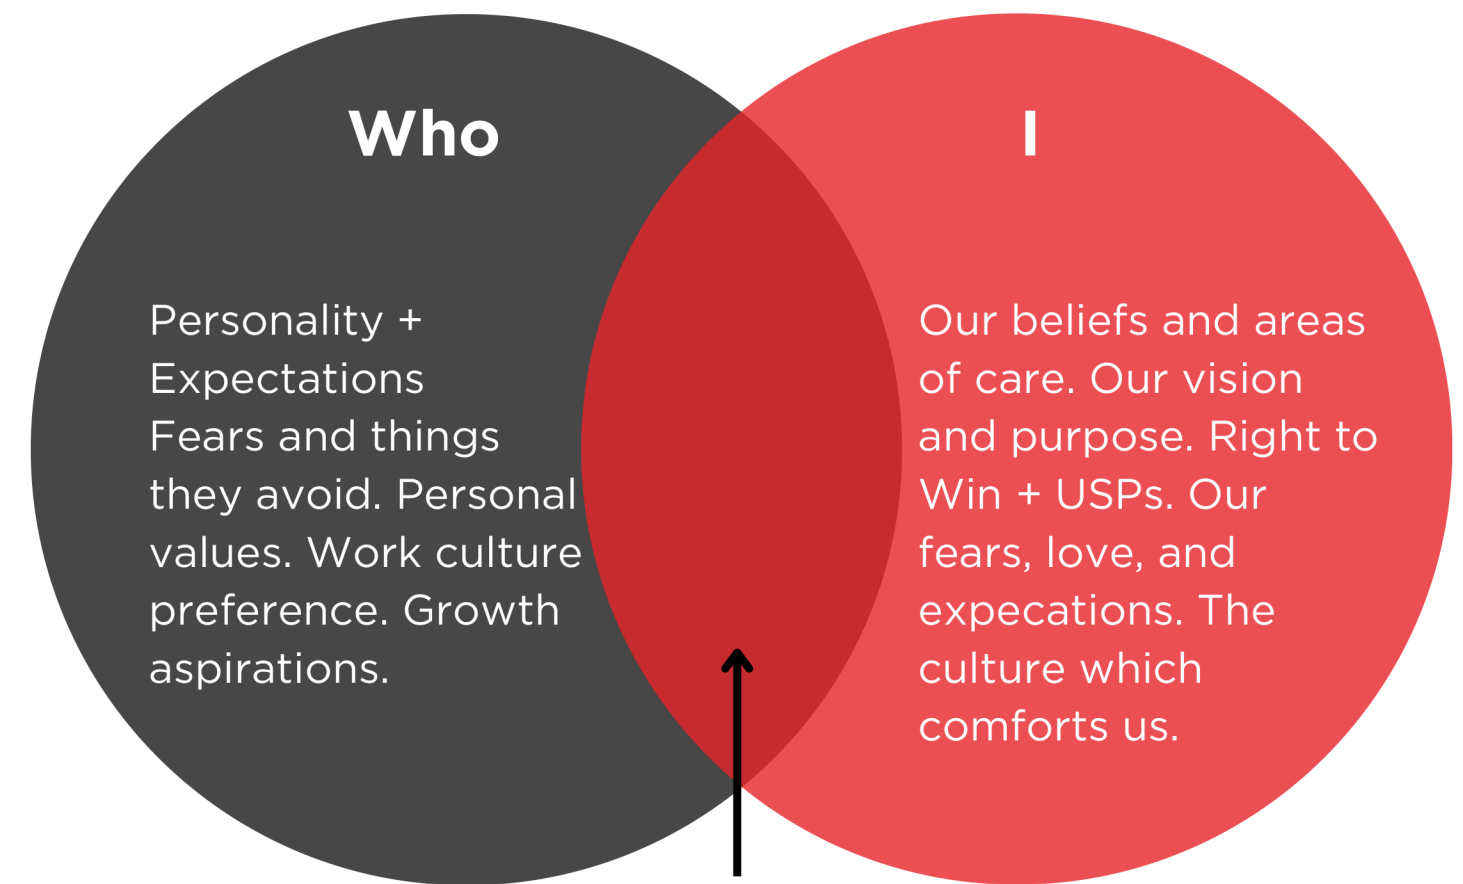 Who
Personality +
Expectations
Fears and things
they avoid. Personal
values. Work culture
preference. Growth
aspirations.
I
Our beliefs and areas
of care. Our vision
and purpose. Right to
Win + USPs. Our
fears, love, and
expecations. The
culture which
comforts us.